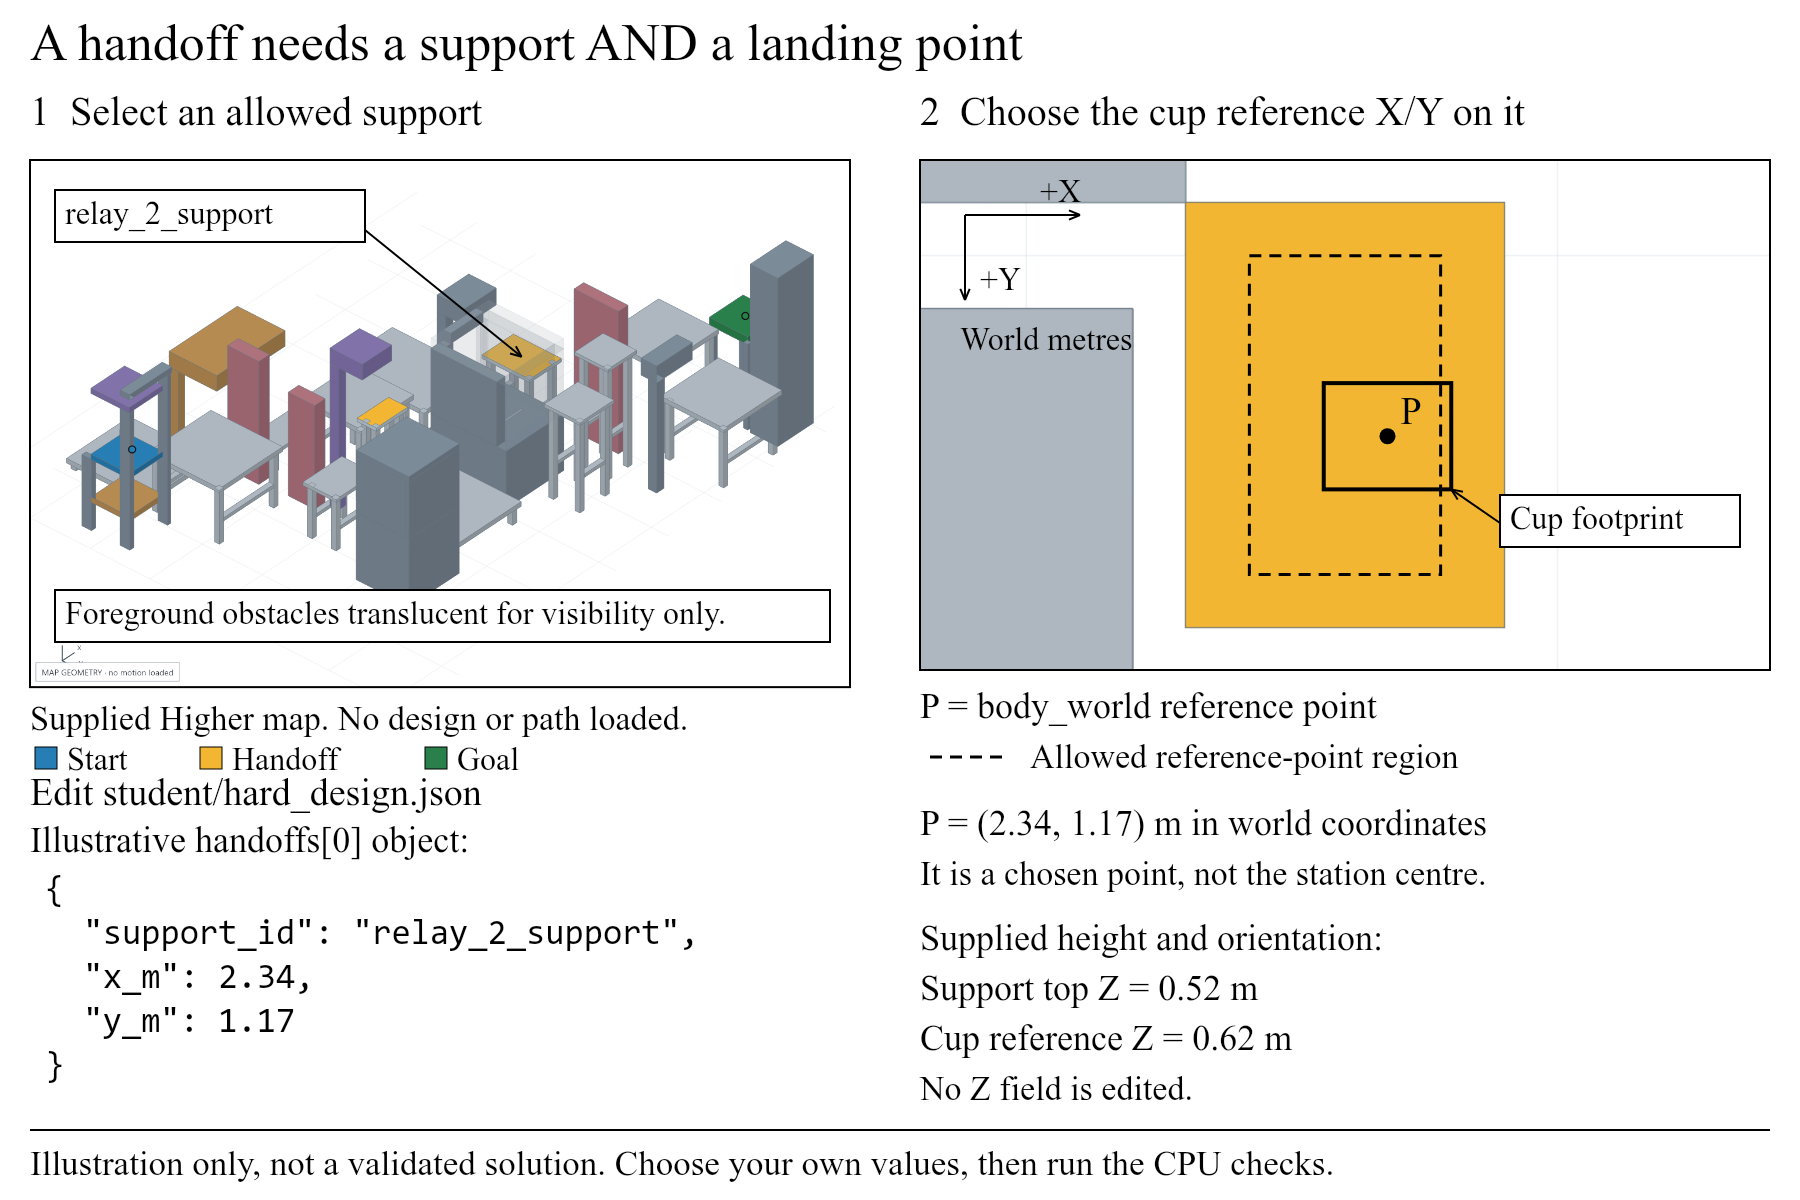 A handoff needs a support AND a landing point
1 Select an allowed support
relay_2_support
Foreground obstacles translucent for visibility only.
x
MAP GEOMETRY - no motion loaded
Supplied Higher map. No design or path loaded.
Start Handoff Goal
Edit student/hard_design.json
Illustrative handoffs[0] object:
{
"support_id": "relay_2_support",
"x_m": 2.34,
"y_m": 1.17
}
2 Choose the cup reference X/Y on it
+X
+Y
World metres
P
Cup footprint
P = body_world reference point
Allowed reference-point region
P = (2.34, 1.17) m in world coordinates
It is a chosen point, not the station centre.
Supplied height and orientation:
Support top Z = 0.52 m
Cup reference Z = 0.62 m
No Z field is edited.
Illustration only, not a validated solution. Choose your own values, then run the CPU checks.